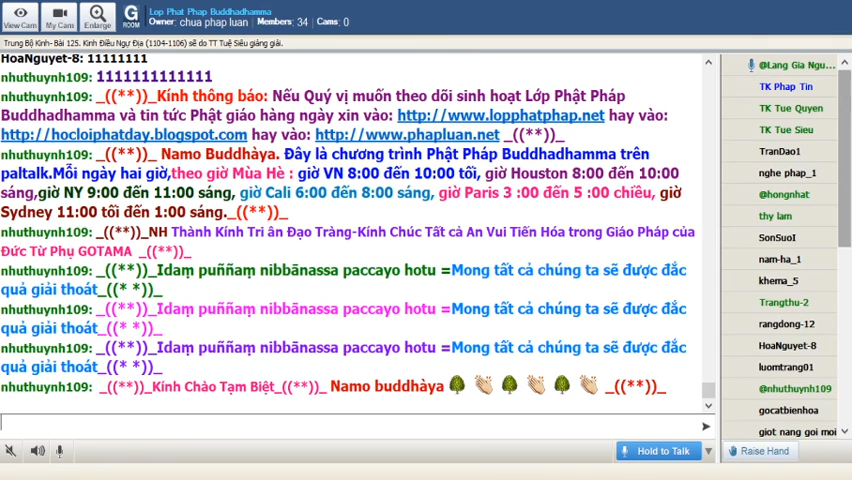 View Cam
My Cam
Enlarge
G
ROOM
Lop Phat Phap Buddhadhamma
Owner: chua phap luan Members: 34 Cams: 0
Trung Bộ Kinh- Bài 125. Kinh Điều Ngự Địa (1104-1106) sẽ do TT Tuệ Siêu giảng giải.
HoaNguyet-8: 11111111
nhuthuynh109: 1111111111111
nhuthuynh109: _((**))_Kính thông báo: Nếu Quý vị muốn theo dõi sinh hoạt Lớp Phật Pháp
Buddhadhamma và tin tức Phật giáo hàng ngày xin vào: http://www.lopphatphap.net hay vào:
http://hocloiphatday.blogspot.com hay vào: http://www.phapluan.net _((**))_
nhuthuynh109: _((**))_ Namo Buddhàya. Đây là chương trình Phật Pháp Buddhadhamma trên
paltalk.Mỗi ngày hai giờ,theo giờ Mùa Hè : giờ VN 8:00 đến 10:00 tối, giờ Houston 8:00 đến 10:00
sáng,giờ NY 9:00 đến 11:00 sáng, giờ Cali 6:00 đến 8:00 sáng, giờ Paris 3 :00 đến 5 :00 chiều, giờ
Sydney 11:00 tối đến 1:00 sáng._((**))_
nhuthuynh109: _((**))_NH Thành Kính Tri ân Đạo Tràng-Kính Chúc Tất cả An Vui Tiến Hóa trong Giáo Pháp của
Đức Từ Phụ GOTAMA _((**))_
nhuthuynh109: _((**))_Idaṃ puññaṃ nibbānassa paccayo hotu =Mong tất cả chúng ta sẽ được đắc
quả giải thoát_((* *))_
nhuthuynh109: _((**))_Idaṃ puññaṃ nibbānassa paccayo hotu =Mong tất cả chúng ta sẽ được đắc
quả giải thoát_((* *))_
nhuthuynh109: _((**))_Idaṃ puññaṃ nibbānassa paccayo hotu =Mong tất cả chúng ta sẽ được đắc
quả giải thoát_((* *))_
nhuthuynh109: _((**))_Kính Chào Tạm Biệt_((**))_ Namo buddhàya _((**))_
Hold to Talk
@Lang Gia Ngu...
TK Phap Tin
TK Tue Quyen
TK Tue Sieu
TranDao1
nghe phap_1
@hongnhat
thy lam
SonSuoI
nam-ha_1
khema_5
Trangthu-2
rangdong-12
HoaNguyet-8
luomtrang01
@nhuthuynh109
gocatbienhoa
giot nang goi moi
Raise Hand